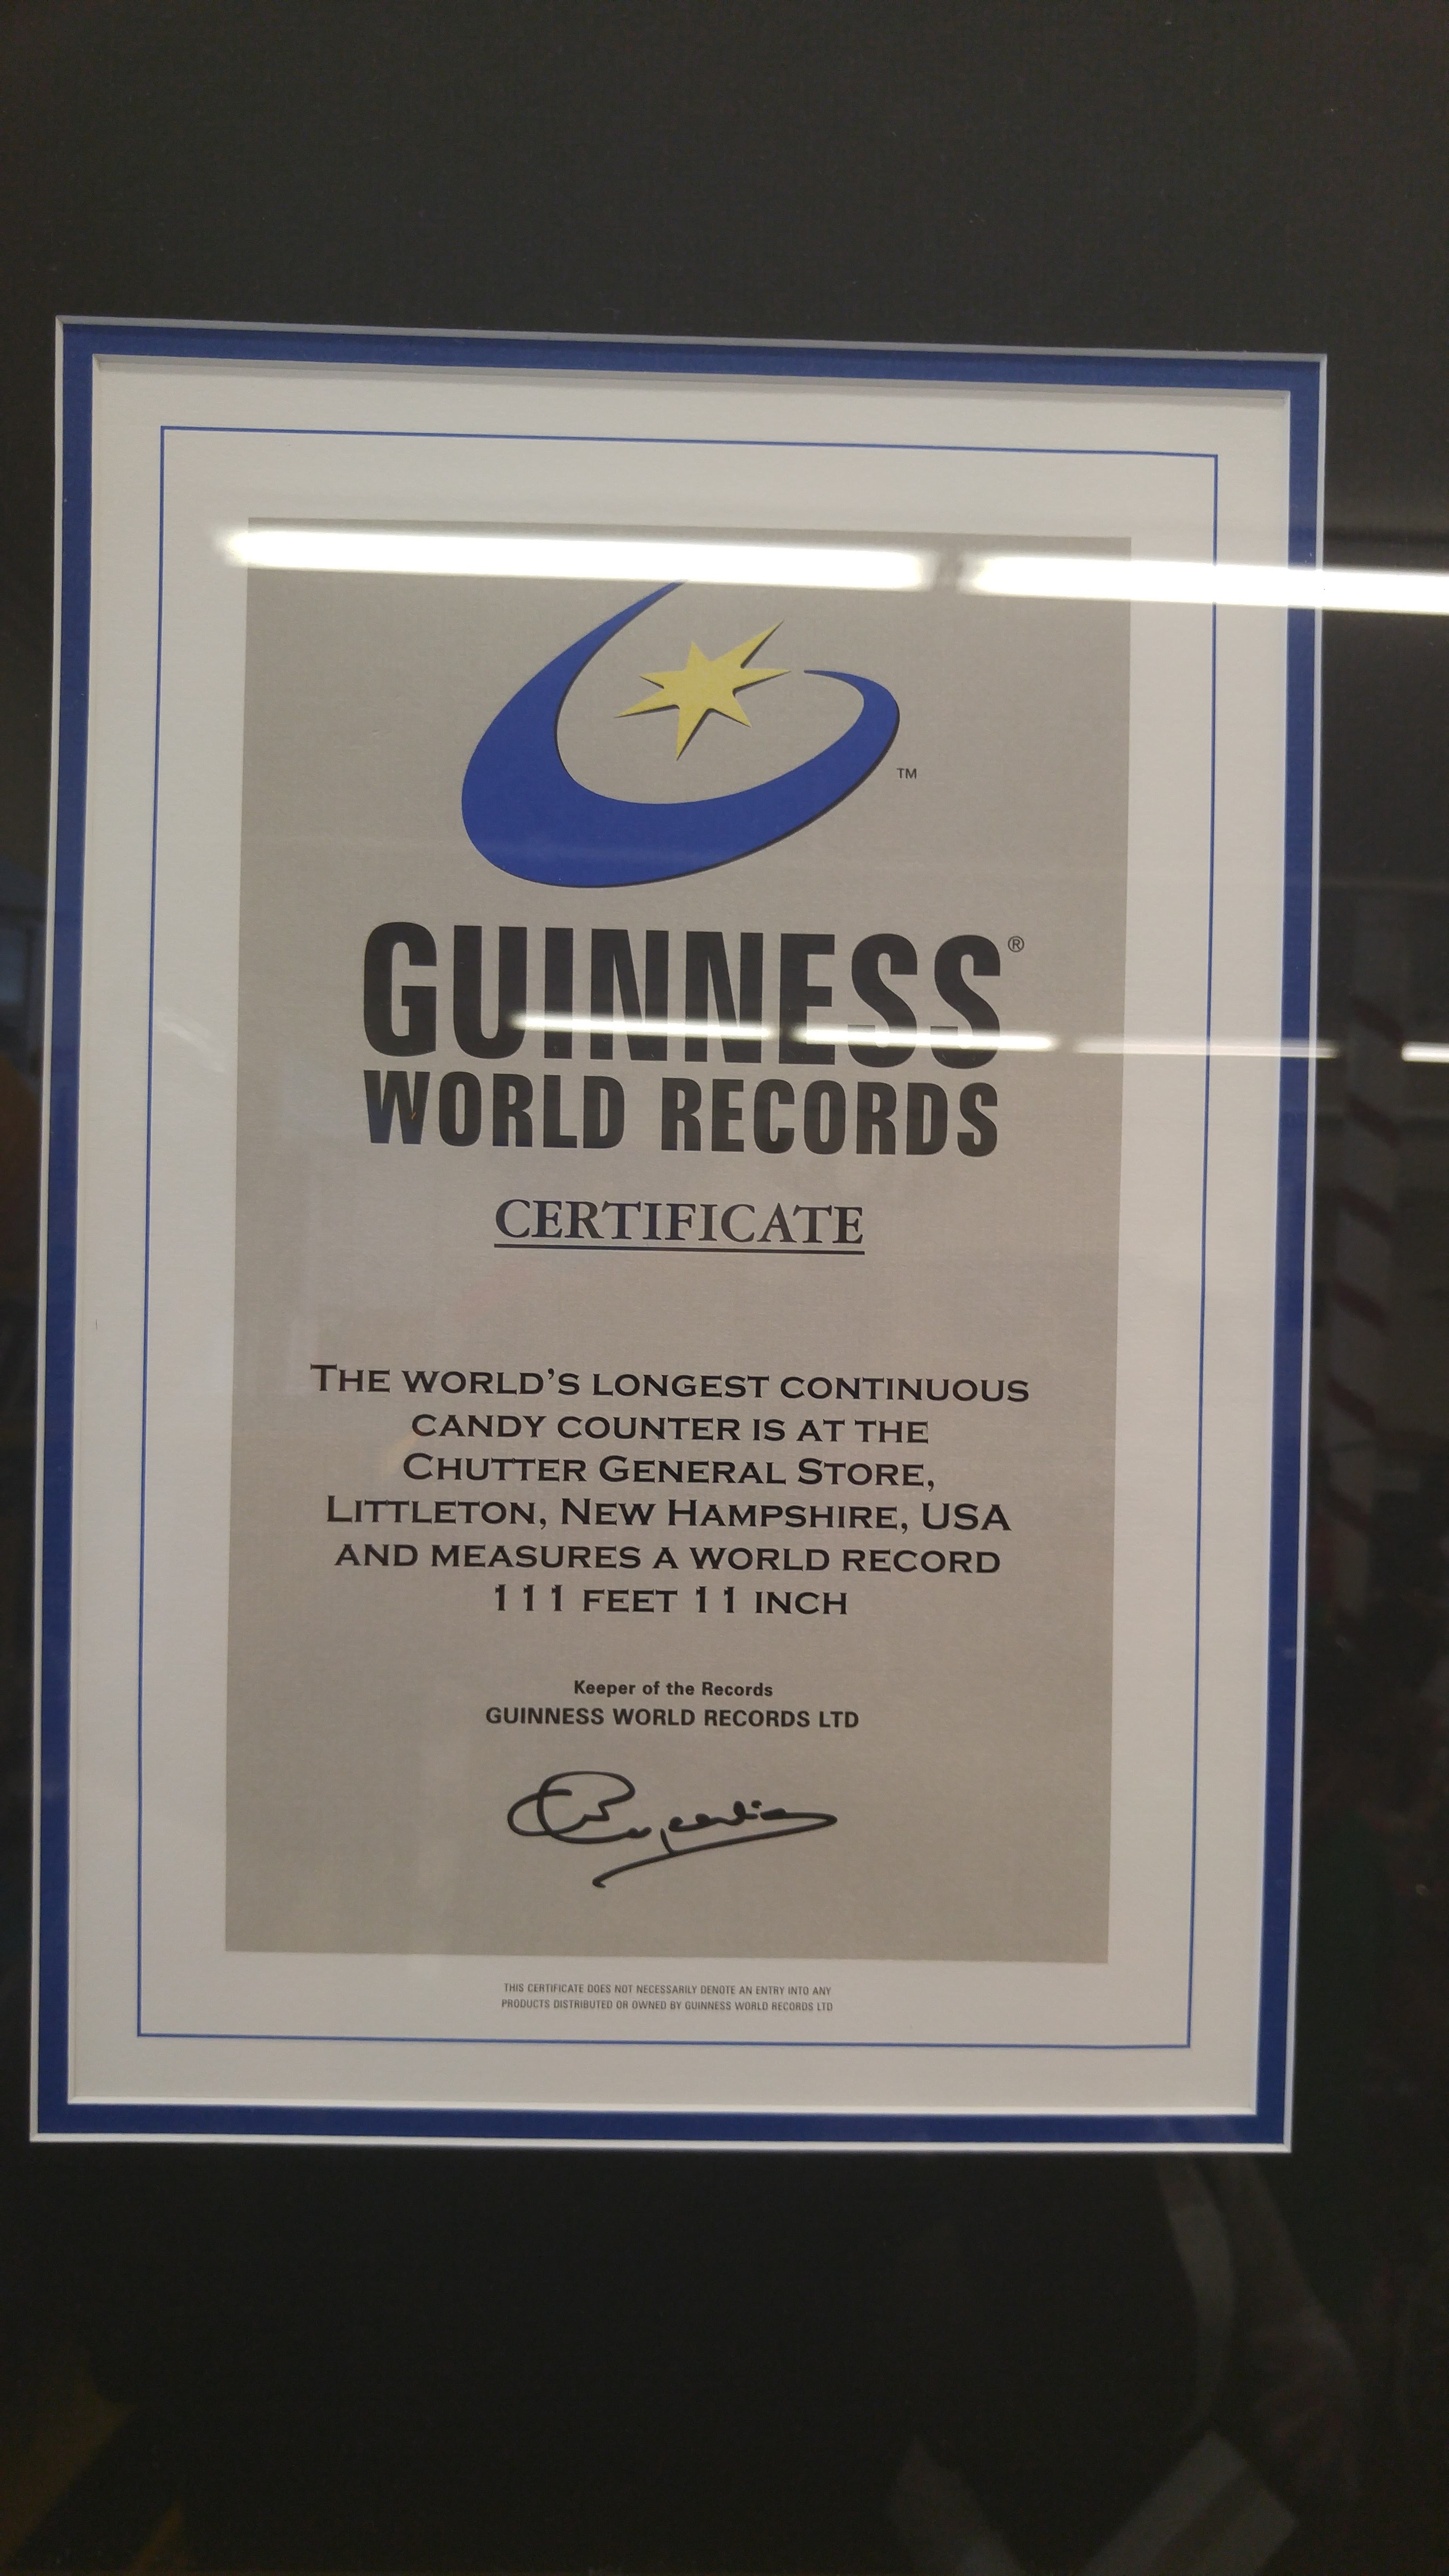 TM
GUINNESS®
WORLD RECORDS
CERTIFICATE
THE WORLD'S LONGEST CONTINUOUS
CANDY COUNTER IS AT THE
CHUTTER GENERAL STORE,
LITTLETON, NEW HAMPSHIRE, USA
AND MEASURES A WORLD RECORD
111 FEET 11 INCH
Keeper of the Records
GUINNESS WORLD RECORDS LTD
THIS CERTIFICATE DOES NOT NECESSARILY DENOTE AN ENTRY INTO ANY
PRODUCTS DISTRIBUTED OR OWNED BY GUINNESS WORLD RECORDS LTD